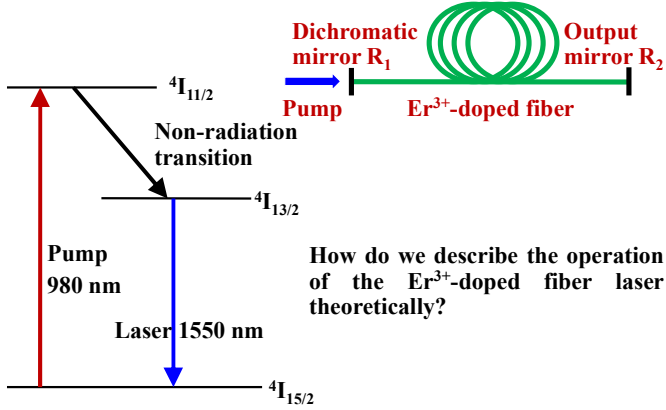 Dichromatic
mirror R₁
Output
mirror R₂
⁴I₁₁/₂
Pump
Er³⁺-doped fiber
Non-radiation
transition
⁴I₁₃/₂
Pump
980 nm
How do we describe the operation
of the Er³⁺-doped fiber laser
theoretically?
Laser 1550 nm
⁴I₁₅/₂